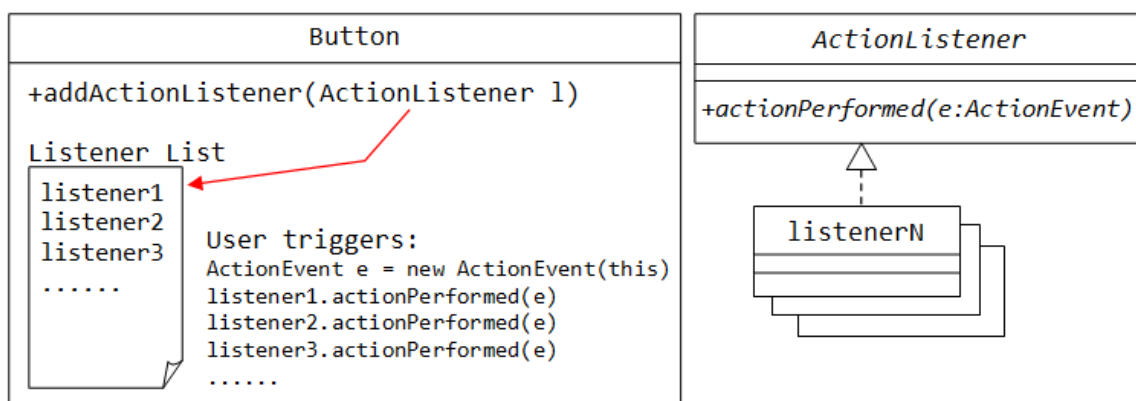 Button
+addActionListener(ActionListener l)
Listener List
listener1
listener2
listener3
......
User triggers:
ActionEvent e = new ActionEvent(this)
listener1.actionPerformed(e)
listener2.actionPerformed(e)
listener3.actionPerformed(e)
......
ActionListener
+actionPerformed(e:ActionEvent)
listenerN